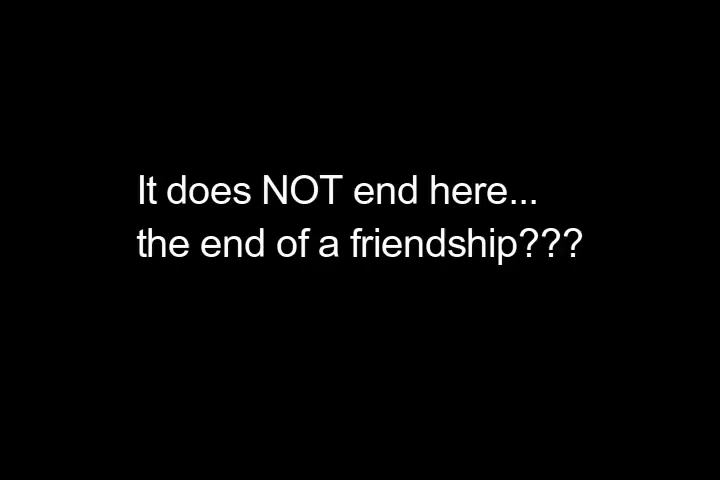 It does NOT end here...
the end of a friendship???